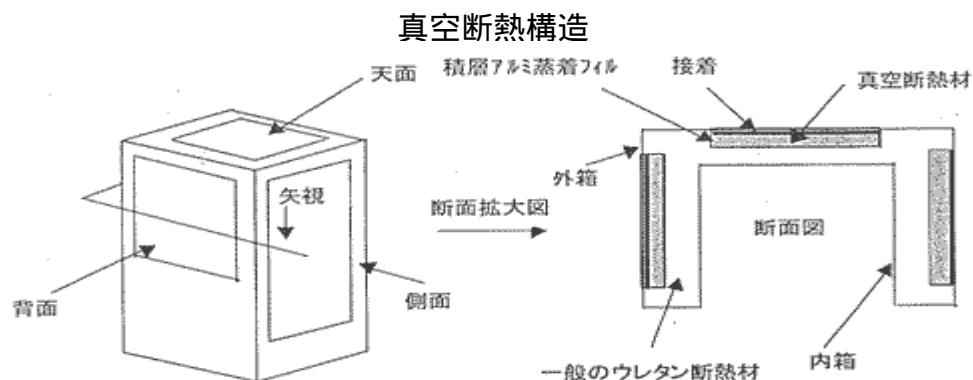 真空断熱構造
天面
積層アルミ蒸着フィル
接着
真空断熱材
外箱
矢視
断面拡大図
断面図
背面
側面
一般のウレタン断熱材
内箱